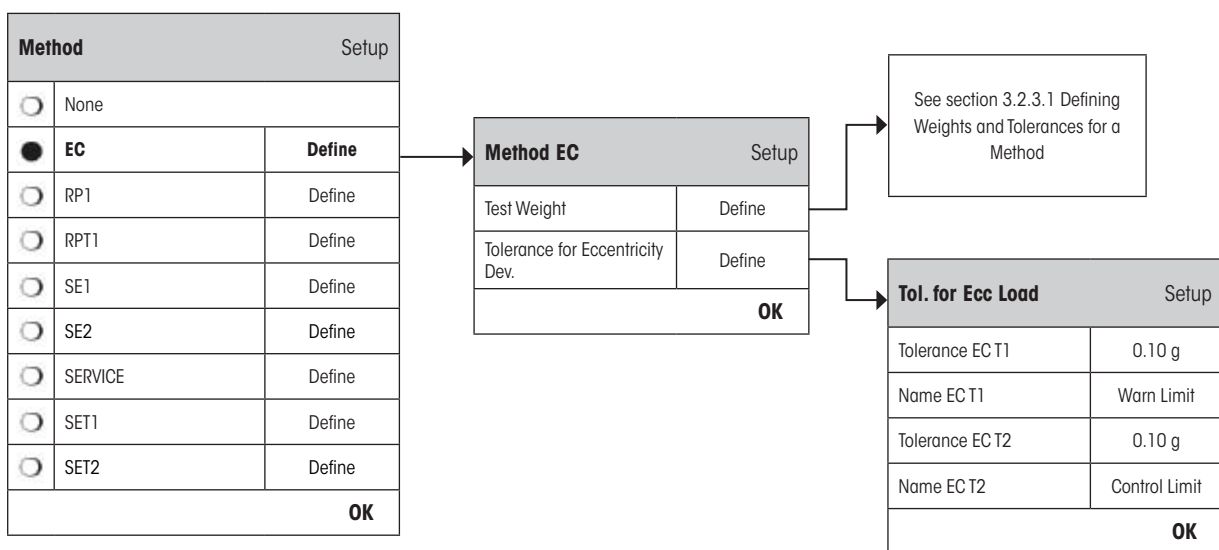 Method Setup
None
EC Define
RP1 Define
RPT1 Define
SE1 Define
SE2 Define
SERVICE Define
SET1 Define
SET2 Define
OK
Method EC Setup
Test Weight Define
Tolerance for Eccentricity
Dev. Define
OK
See section 3.2.3.1 Defining
Weights and Tolerances for a
Method
Tol. for Ecc Load Setup
Tolerance EC T1 0.10 g
Name EC T1 Warn Limit
Tolerance EC T2 0.10 g
Name EC T2 Control Limit
OK